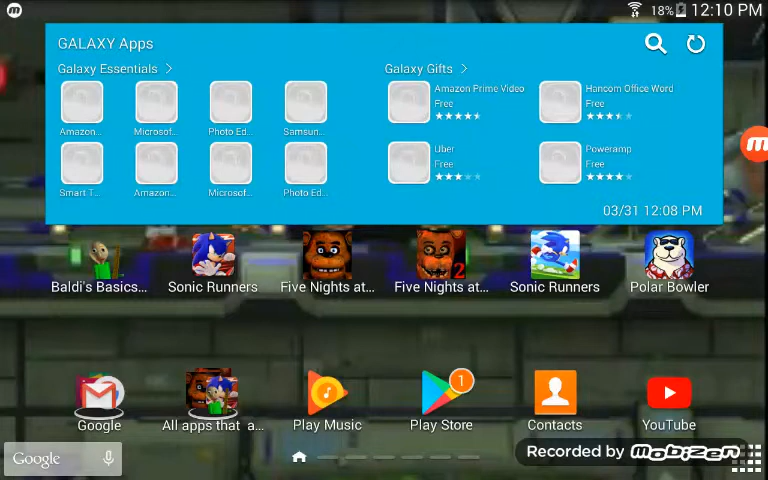 18% 12:10 PM
GALAXY Apps
Galaxy Essentials >
Galaxy Gifts >
Amazon...
Microsof...
Photo Ed...
Samsun...
Amazon Prime Video
Free
Hancom Office Word
Free
Smart T...
Amazon...
Microsof...
Photo Ed...
Uber
Free
Poweramp
Free
03/31 12:08 PM
2
Baldi's Basics...
Sonic Runners
Five Nights at...
Five Nights at...
Sonic Runners
Polar Bowler
1
Google
All apps that a...
Play Music
Play Store
Contacts
YouTube
Google
Recorded by Mobizen